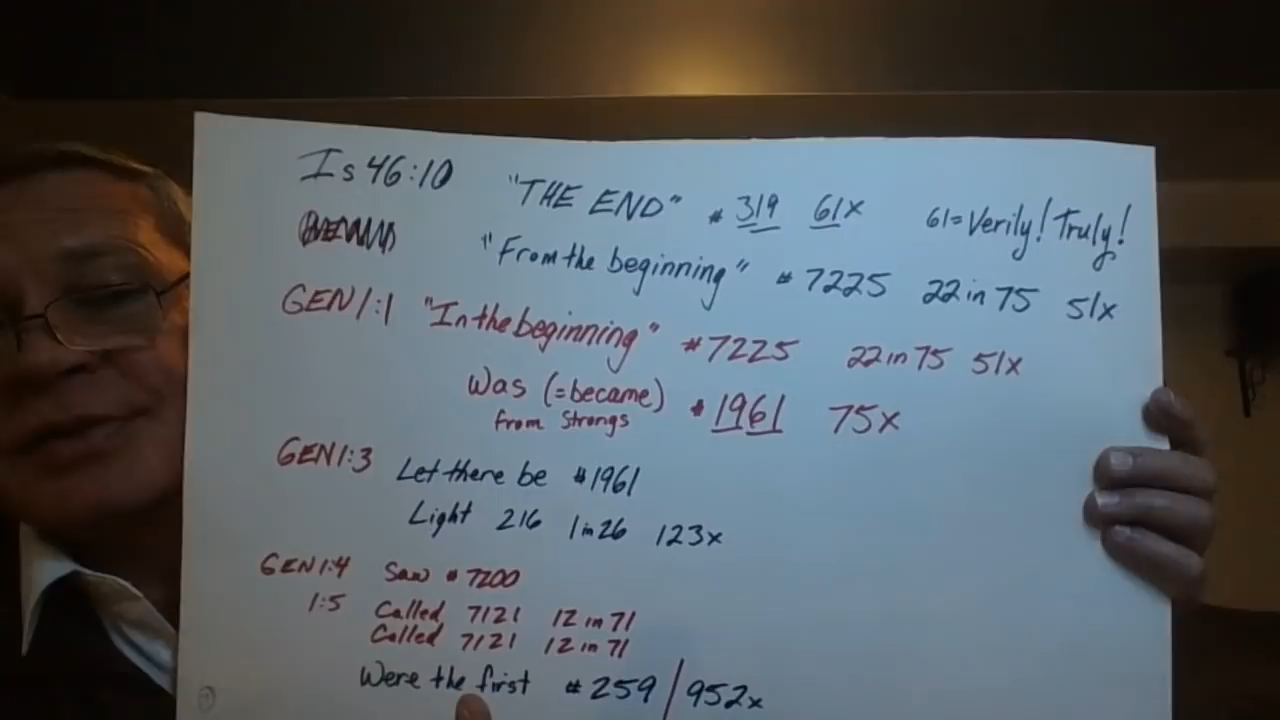 Is 46:10 "THE END" # 319 61x 61= Verily! Truly!
"From the beginning" # 7225 22 in 75 51x
GEN 1:1 "In the beginning" #7225 22 in 75 51x
Was (=became) # 1961 75x
from Strongs
GEN 1:3 Let there be #1961
Light 216 1 in 26 123x
GEN 1:4 Saw # 7200
1:5 Called 7121 12 in 71
Called 7121 12 in 71
Were the first # 259 / 952x